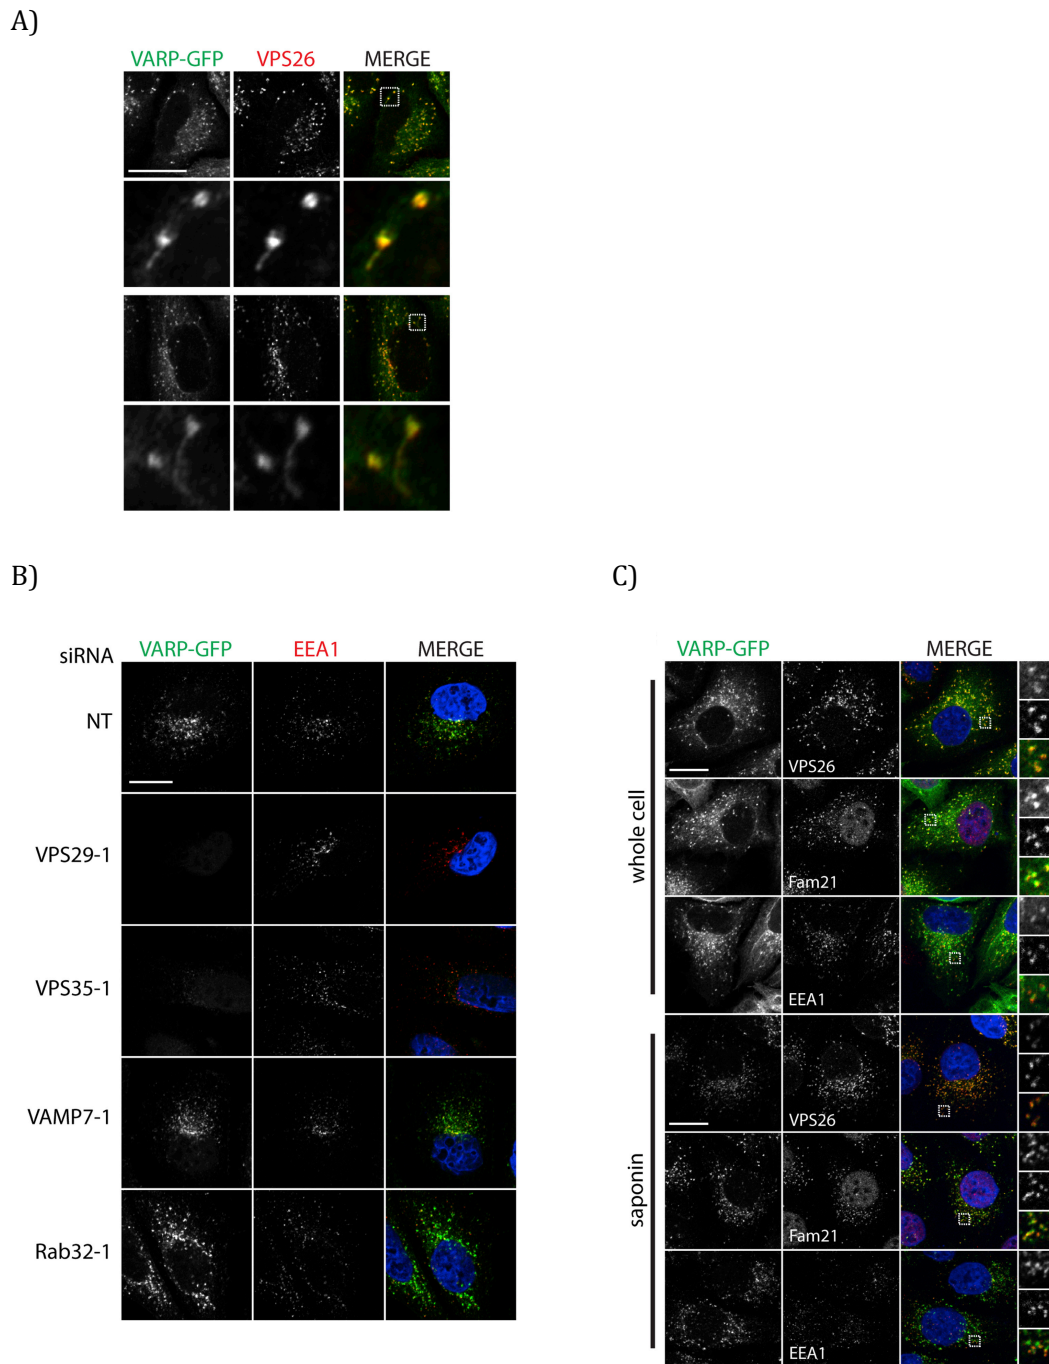 A)
VARP-GFP VPS26 MERGE
B)
siRNA VARP-GFP EEA1 MERGE
NT
VPS29-1
VPS35-1
VAMP7-1
Rab32-1
C)
VARP-GFP MERGE
whole cell
VPS26
Fam21
EEA1
saponin
VPS26
Fam21
EEA1